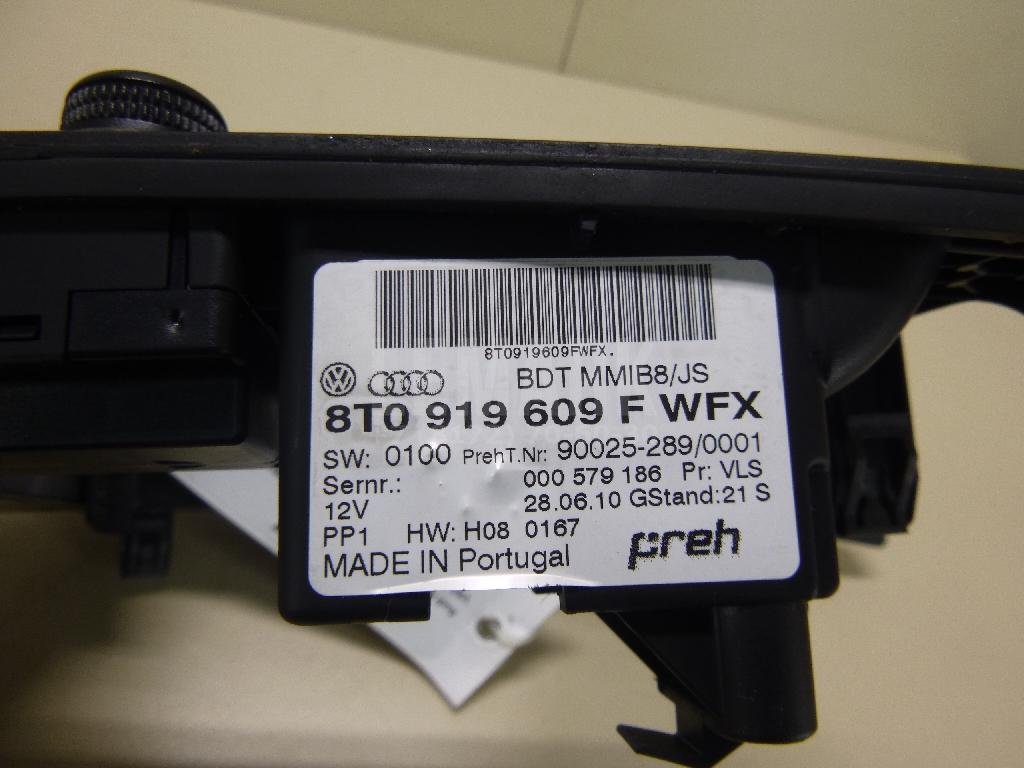 8T0919609FWFX.
BDT MMIB8/JS
8T0 919 609 F WFX
SW: 0100 PrehT.Nr: 90025-289/0001
Sernr.: 000 579 186 Pr: VLS
12V 28.06.10 GStand:21 S
PP1 HW: H08 0167
MADE IN Portugal preh